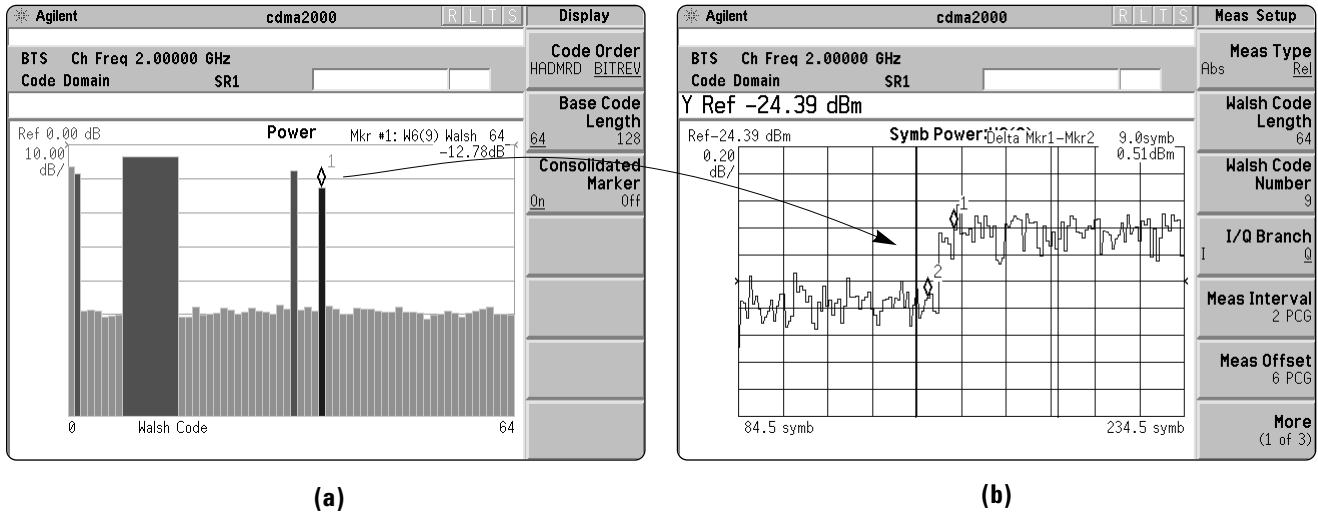 Agilent
cdma2000
R L T S
Display
BTS Ch Freq 2.00000 GHz
Code Domain SR1
Code Order
HADMRD BITREV
Base Code
Length
64 128
Consolidated
Marker
On Off
Ref 0.00 dB
Power
Mkr #1: W6(9) Walsh 64
-12.78dB
10.00
dB/
1
0 Walsh Code 64
(a)
Agilent
cdma2000
R L T S
Meas Setup
BTS Ch Freq 2.00000 GHz
Code Domain SR1
Y Ref -24.39 dBm
Meas Type
Abs Rel
Walsh Code
Length
64
Walsh Code
Number
9
I/Q Branch
I Q
Meas Interval
2 PCG
Meas Offset
6 PCG
More
(1 of 3)
Ref-24.39 dBm
Symb Power:
Delta Mkr1-Mkr2 9.0symb
0.51dBm
0.20
dB/
1
2
84.5 symb 234.5 symb
(b)